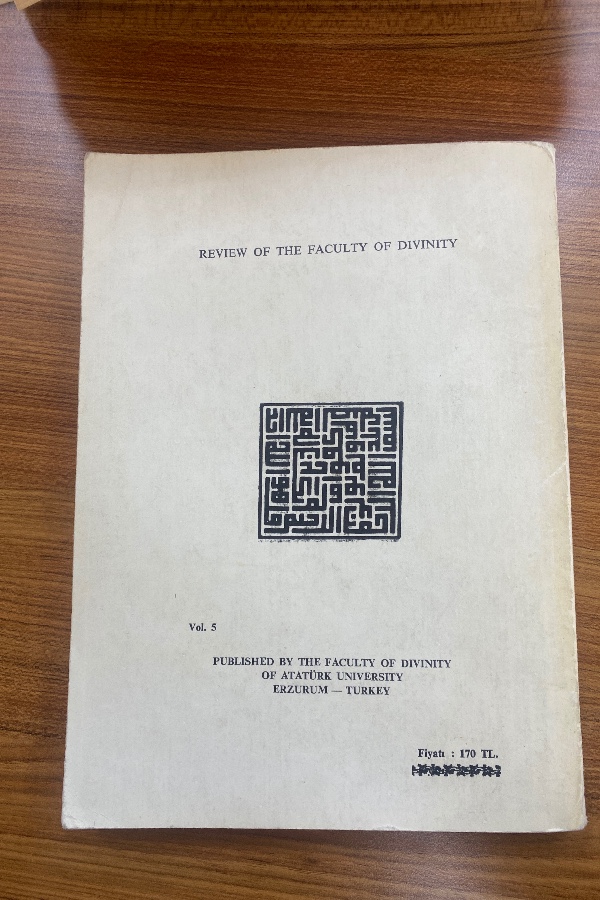 REVIEW OF THE FACULTY OF DIVINITY
Vol. 5
PUBLISHED BY THE FACULTY OF DIVINITY
OF ATATÜRK UNIVERSITY
ERZURUM — TURKEY
Fiyatı : 170 TL.